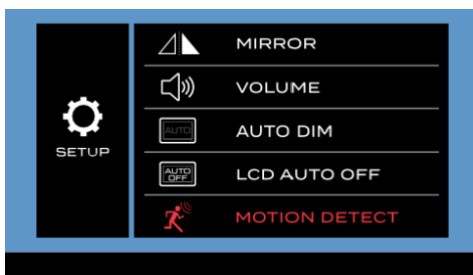 MIRROR
VOLUME
SETUP
AUTO
AUTO DIM
AUTO
OFF
LCD AUTO OFF
MOTION DETECT